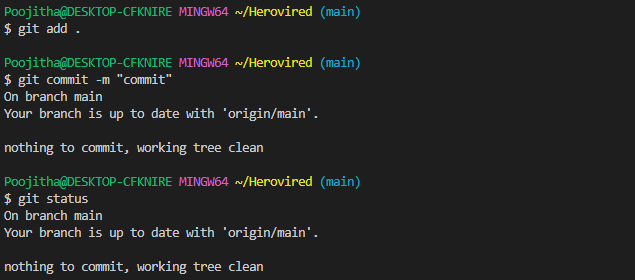 Poojitha@DESKTOP-CFKNIRE MINGW64 ~/Herovired (main)
$ git add .
Poojitha@DESKTOP-CFKNIRE MINGW64 ~/Herovired (main)
$ git commit -m "commit"
On branch main
Your branch is up to date with 'origin/main'.
nothing to commit, working tree clean
Poojitha@DESKTOP-CFKNIRE MINGW64 ~/Herovired (main)
$ git status
On branch main
Your branch is up to date with 'origin/main'.
nothing to commit, working tree clean